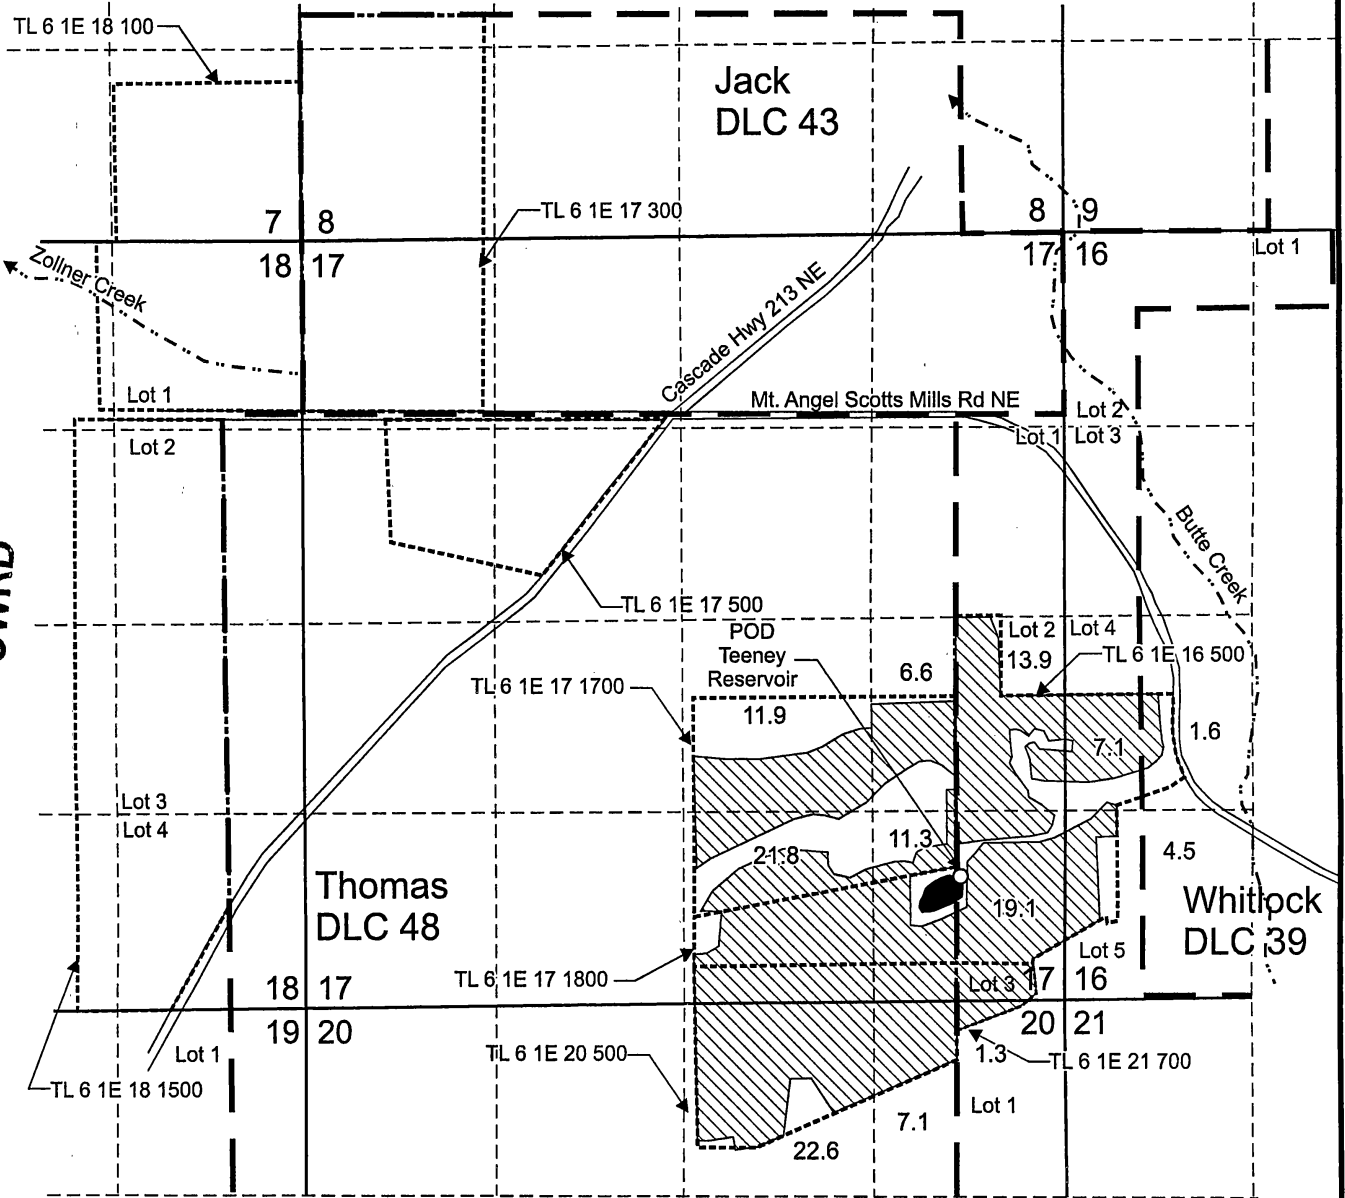 TL 6 1E 18 100
Jack
DLC 43
TL 6 1E 17 300
7
8
8
9
18
17
17
16
Lot 1
Zollner Creek
Cascade Hwy 213 NE
Lot 1
Mt. Angel Scotts Mills Rd NE
Lot 2
Lot 2
Lot 1
Lot 3
Butte Creek
TL 6 1E 17 500
POD
Teeney
Reservoir
Lot 2
Lot 4
13.9
TL 6 1E 16 500
6.6
TL 6 1E 17 1700
11.9
1.6
7.1
Lot 3
Lot 4
11.3
21.8
4.5
Thomas
DLC 48
19.1
Whitlock
DLC 39
Lot 5
TL 6 1E 17 1800
18
17
Lot 3
17
16
19
20
20
21
Lot 1
TL 6 1E 20 500
1.3
TL 6 1E 21 700
TL 6 1E 18 1500
Lot 1
7.1
22.6